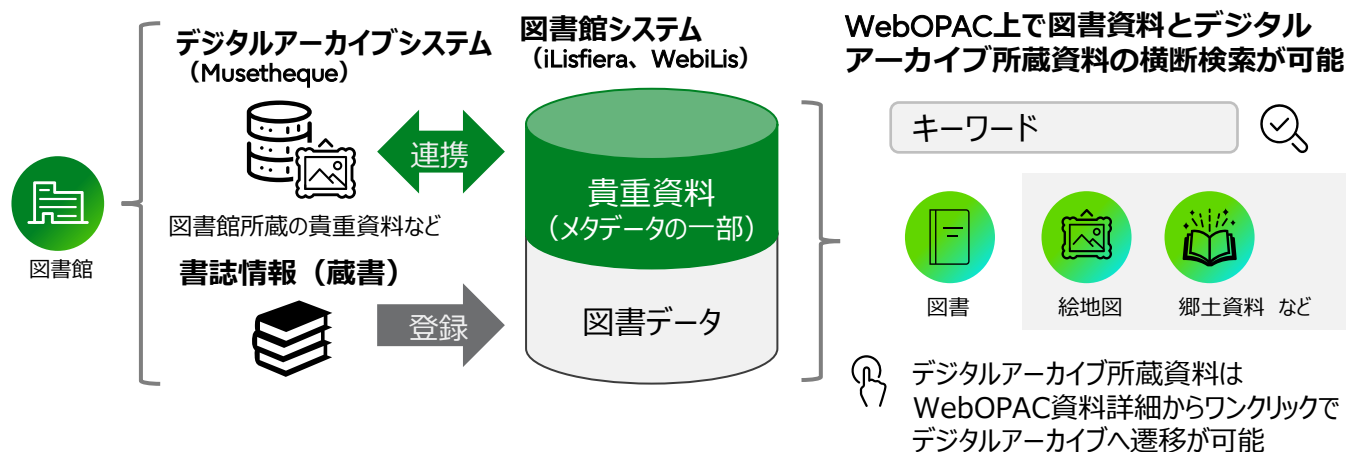 図書館
デジタルアーカイブシステム
（Musetheque）
図書館所蔵の貴重資料など
書誌情報（蔵書）
連携
登録
図書館システム
（iLisfiera、WebiLis）
貴重資料
（メタデータの一部）
図書データ
WebOPAC上で図書資料とデジタル
アーカイブ所蔵資料の横断検索が可能
キーワード
図書
絵地図
郷土資料 など
デジタルアーカイブ所蔵資料は
WebOPAC資料詳細からワンクリックで
デジタルアーカイブへ遷移が可能